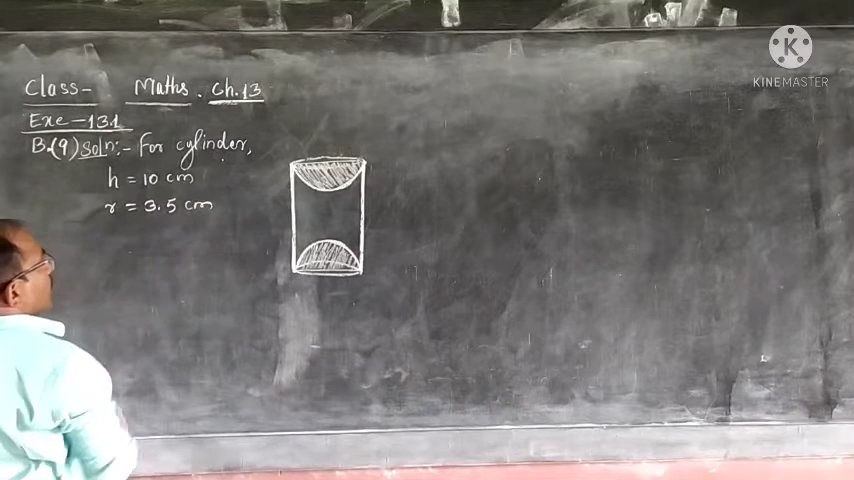 Class- Maths. Ch.13
Exe-13.1
B.(9) Soln:- For cylinder,
h = 10 cm
r = 3.5 cm
K
KINEMASTER